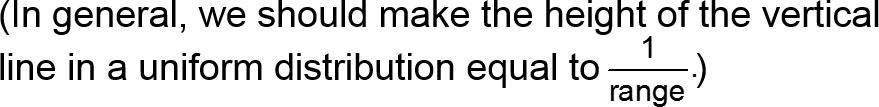 (In general, we should make the height of the vertical
line in a uniform distribution equal to 1/range.)